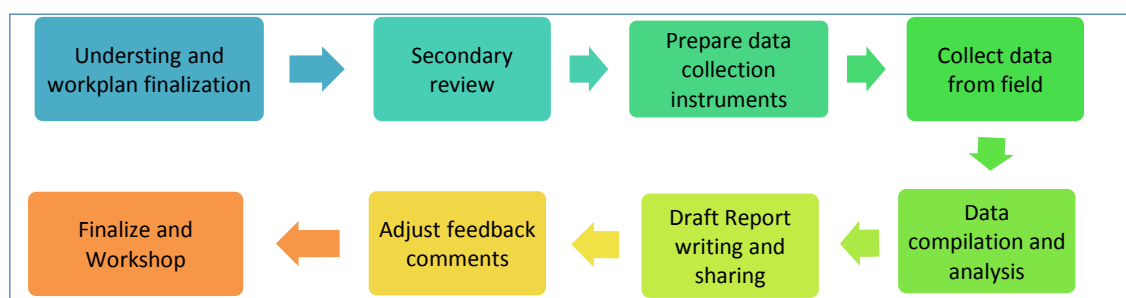 Understing and
workplan finalization
Secondary
review
Prepare data
collection
instruments
Collect data
from field
Data
compilation and
analysis
Draft Report
writing and
sharing
Adjust feedback
comments
Finalize and
Workshop